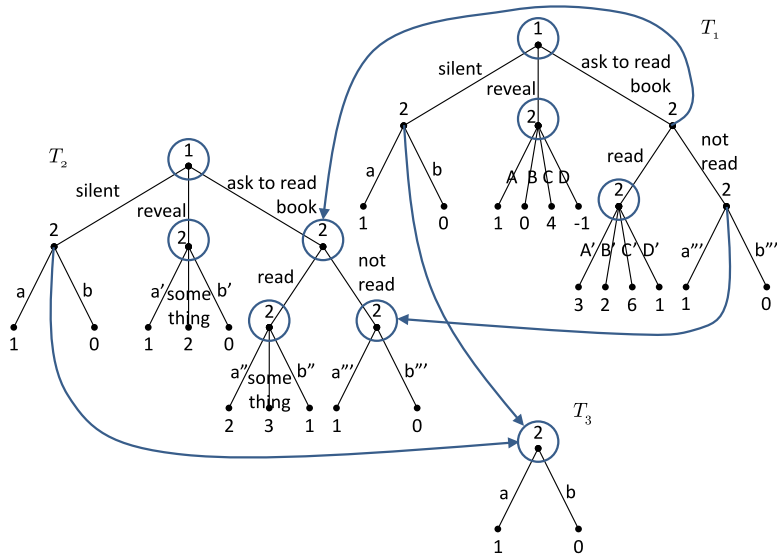 1
T₁
silent
ask to read
book
reveal
2
2
2
a
b
A B C D
read
not
read
1
0
1 0 4 -1
2
2
A’ B’ C’ D’
a”’
b”’
3 2 6 1
1
0
T₂
1
silent
ask to read
book
reveal
2
2
2
a
b
a’
some
thing
b’
read
not
read
1
0
1 2 0
2
2
a”
some
thing
b”
a”’
b”’
2 3 1
1
0
T₃
2
a
b
1
0